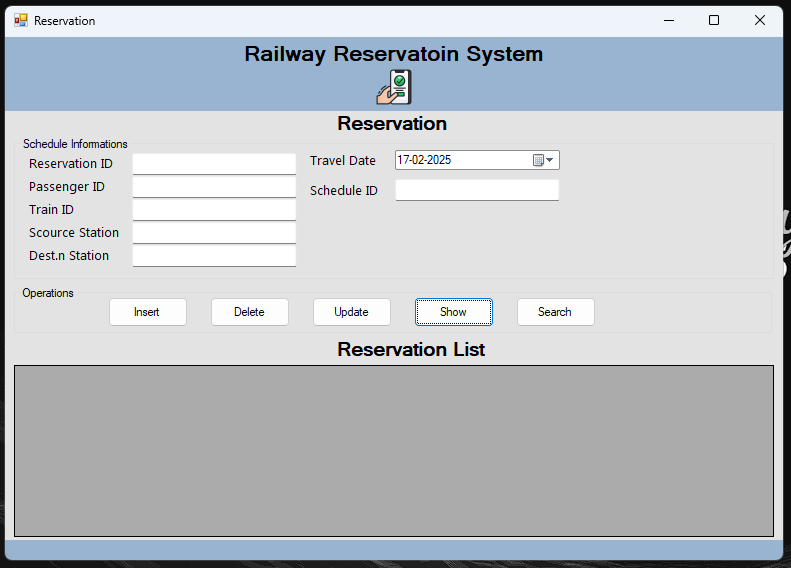 Reservation
Railway Reservatoin System
Reservation
Schedule Informations
Reservation ID
Travel Date 17-02-2025
Passenger ID
Schedule ID
Train ID
Scource Station
Dest.n Station
Operations
Insert Delete Update Show Search
Reservation List